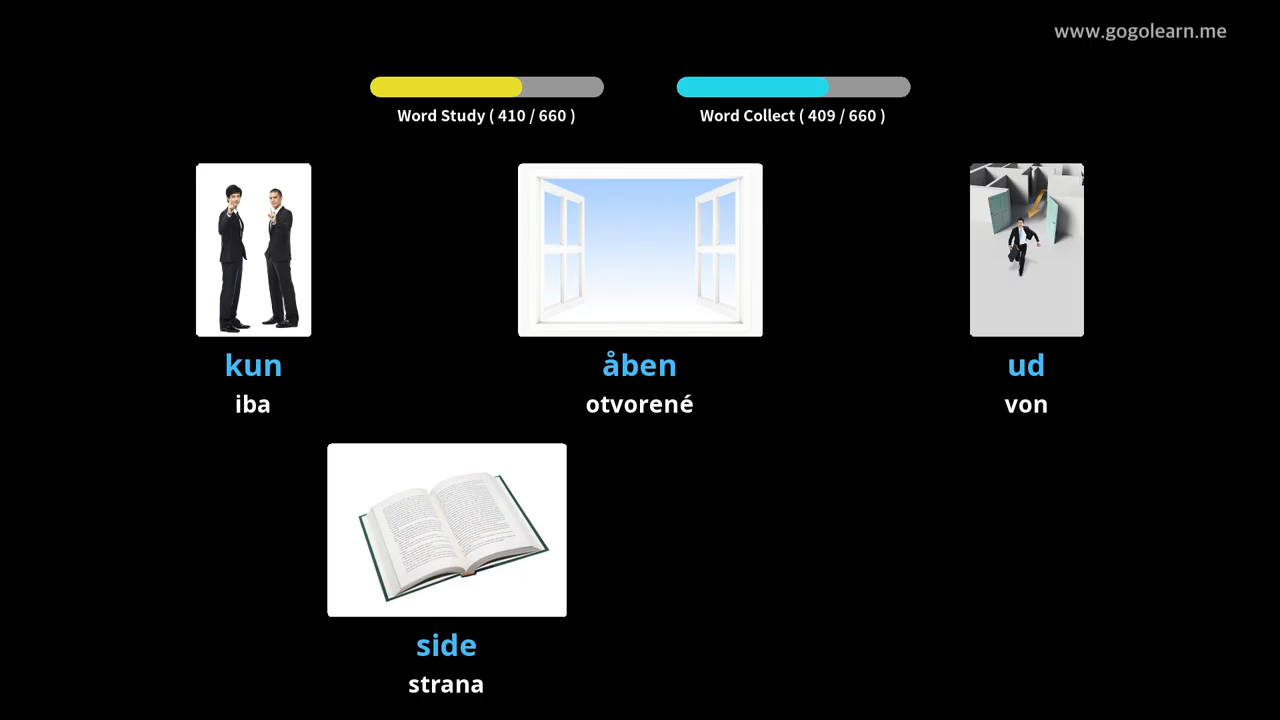 www.gogolearn.me
Word Study ( 410 / 660 )
Word Collect ( 409 / 660 )
kun
iba
åben
otvorené
ud
von
side
strana